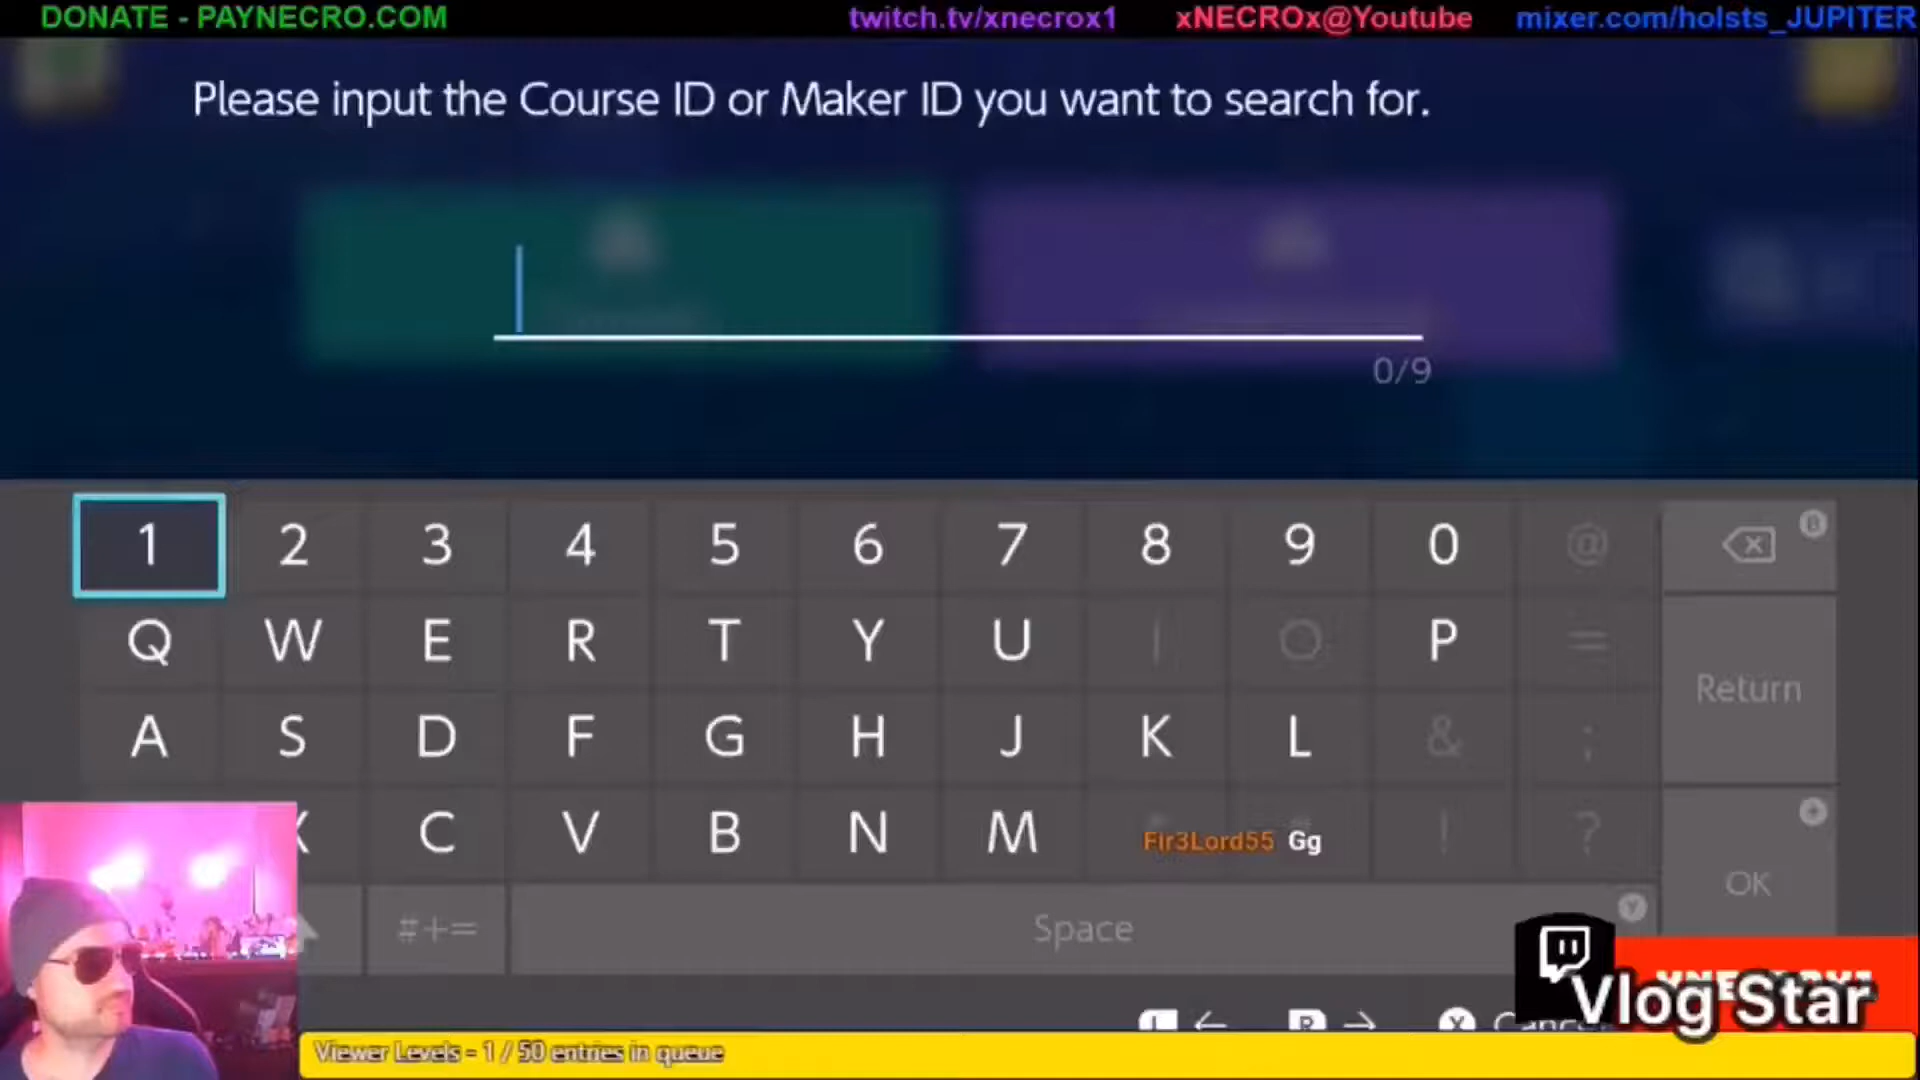 DONATE - PAYNECRO.COM
twitch.tv/xnecrox1
xNECROx@Youtube
mixer.com/holsts_JUPITER
Please input the Course ID or Maker ID you want to search for.
0/9
1 2 3 4 5 6 7 8 9 0 @
B
Q W E R T Y U I O P =
Return
A S D F G H J K L & ;
C V B N M ! ?
Fir3Lord55 Gg
OK
#+= Space
Y
L ← R → X
Vlog Star
Viewer Levels - 1 / 50 entries in queue